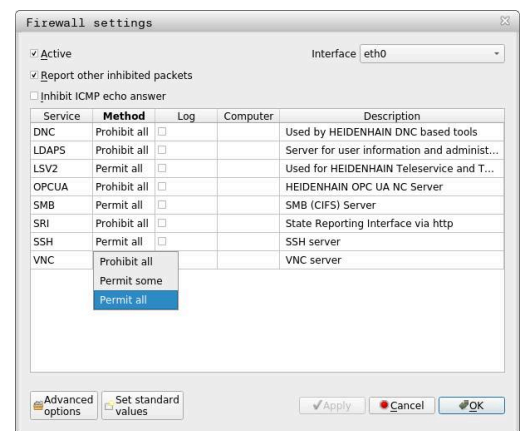 Firewall settings
Active
Interface eth0
Report other inhibited packets
Inhibit ICMP echo answer
Service Method Log Computer Description
DNC Prohibit all Used by HEIDENHAIN DNC based tools
LDAPS Prohibit all Server for user information and administ...
LSV2 Permit all Used for HEIDENHAIN Teleservice and T...
OPCUA Prohibit all HEIDENHAIN OPC UA NC Server
SMB Permit all SMB (CIFS) Server
SRI Prohibit all State Reporting Interface via http
SSH Permit all SSH server
VNC Prohibit all VNC server
Permit some
Permit all
Advanced options
Set standard values
Apply
Cancel
OK